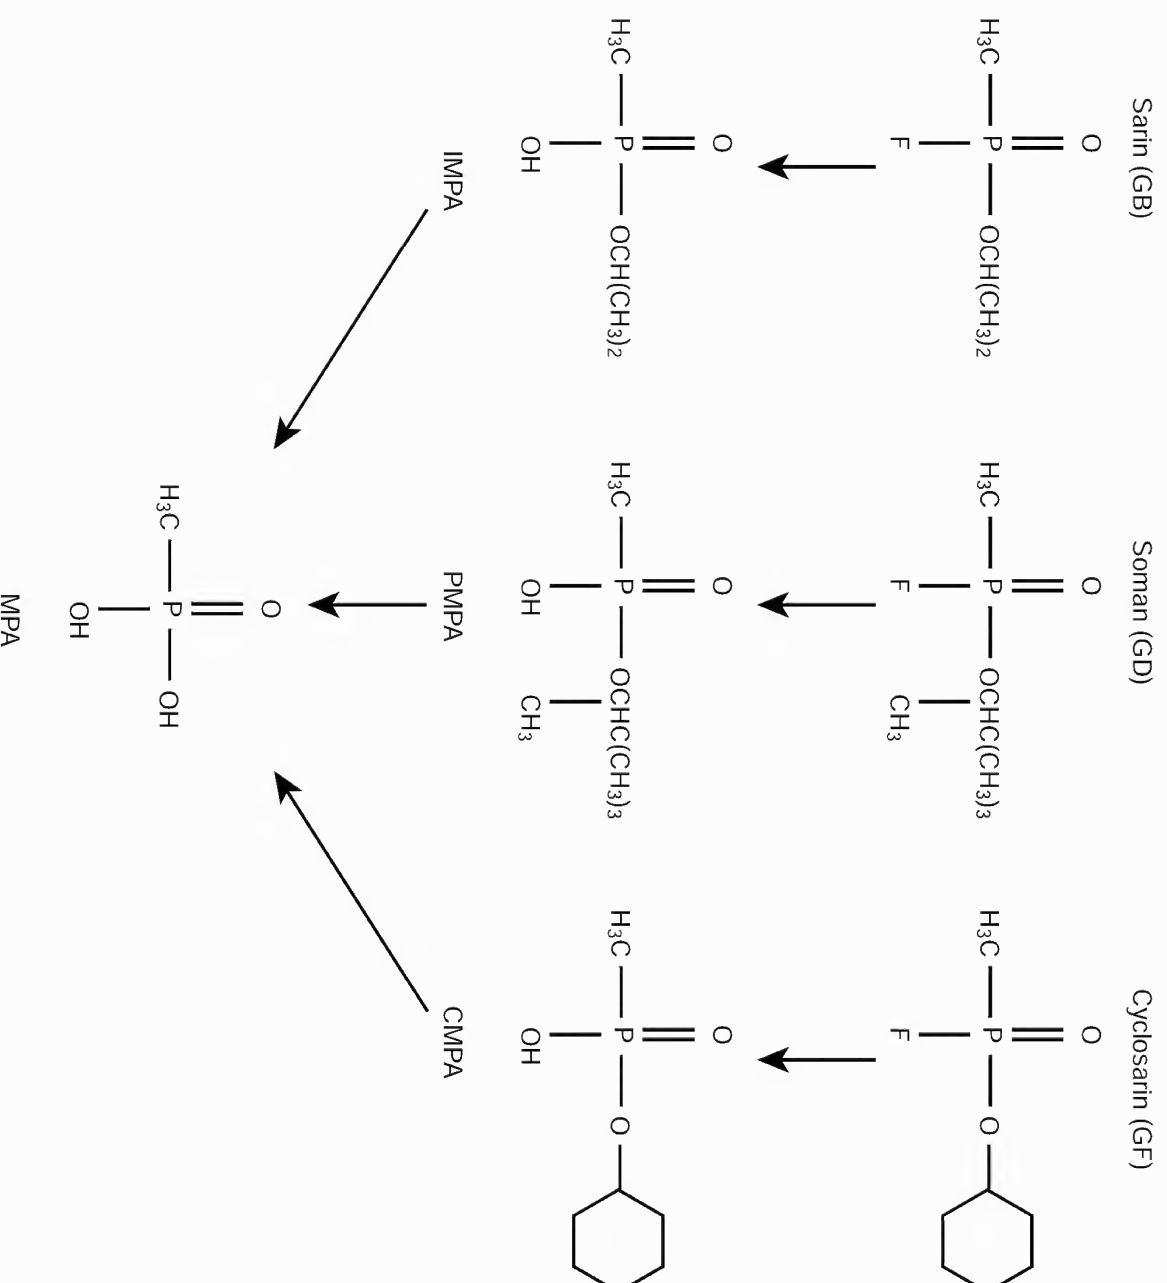 Sarin (GB)
Soman (GD)
Cyclosarin (GF)
O
O
O
H₃C P OCH(CH₃)₂
H₃C P OCHC(CH₃)₃
H₃C P O
F
F CH₃
F
O
O
O
H₃C P OCH(CH₃)₂
H₃C P OCHC(CH₃)₃
H₃C P O
OH
OH CH₃
OH
IMPA
PMPA
CMPA
O
H₃C P OH
OH
MPA